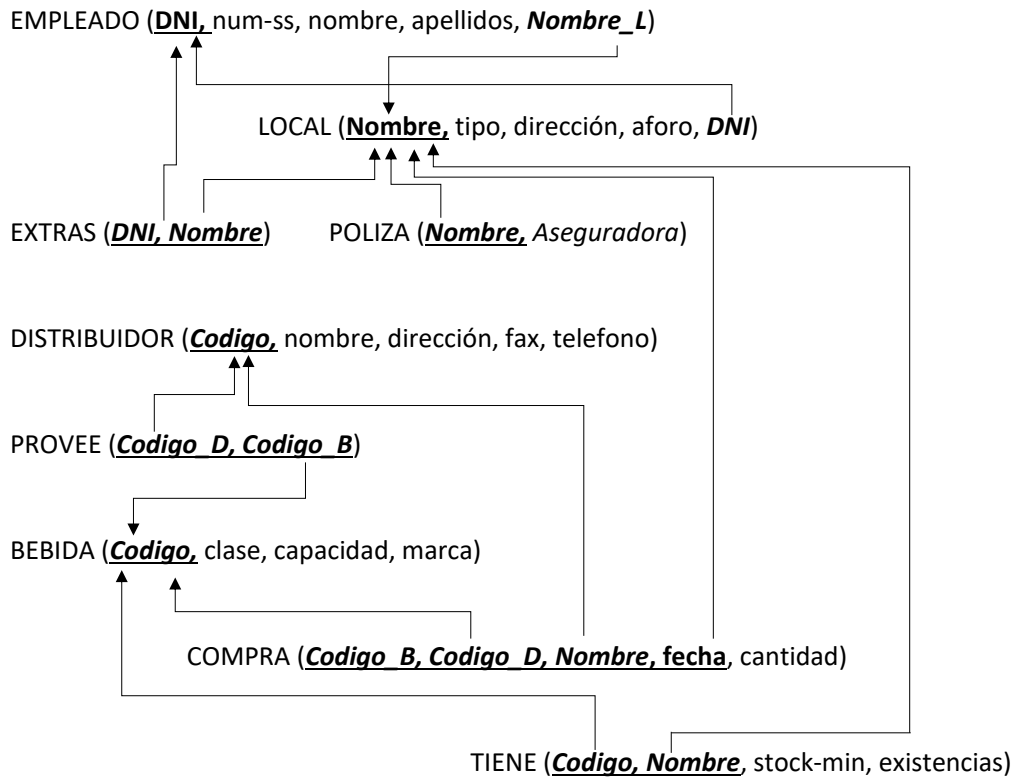 EMPLEADO (DNI, num-ss, nombre, apellidos, Nombre_L)
LOCAL (Nombre, tipo, dirección, aforo, DNI)
EXTRAS (DNI, Nombre) POLIZA (Nombre, Aseguradora)
DISTRIBUIDOR (Codigo, nombre, dirección, fax, telefono)
PROVEE (Codigo_D, Codigo_B)
BEBIDA (Codigo, clase, capacidad, marca)
COMPRA (Codigo_B, Codigo_D, Nombre, fecha, cantidad)
TIENE (Codigo, Nombre, stock-min, existencias)